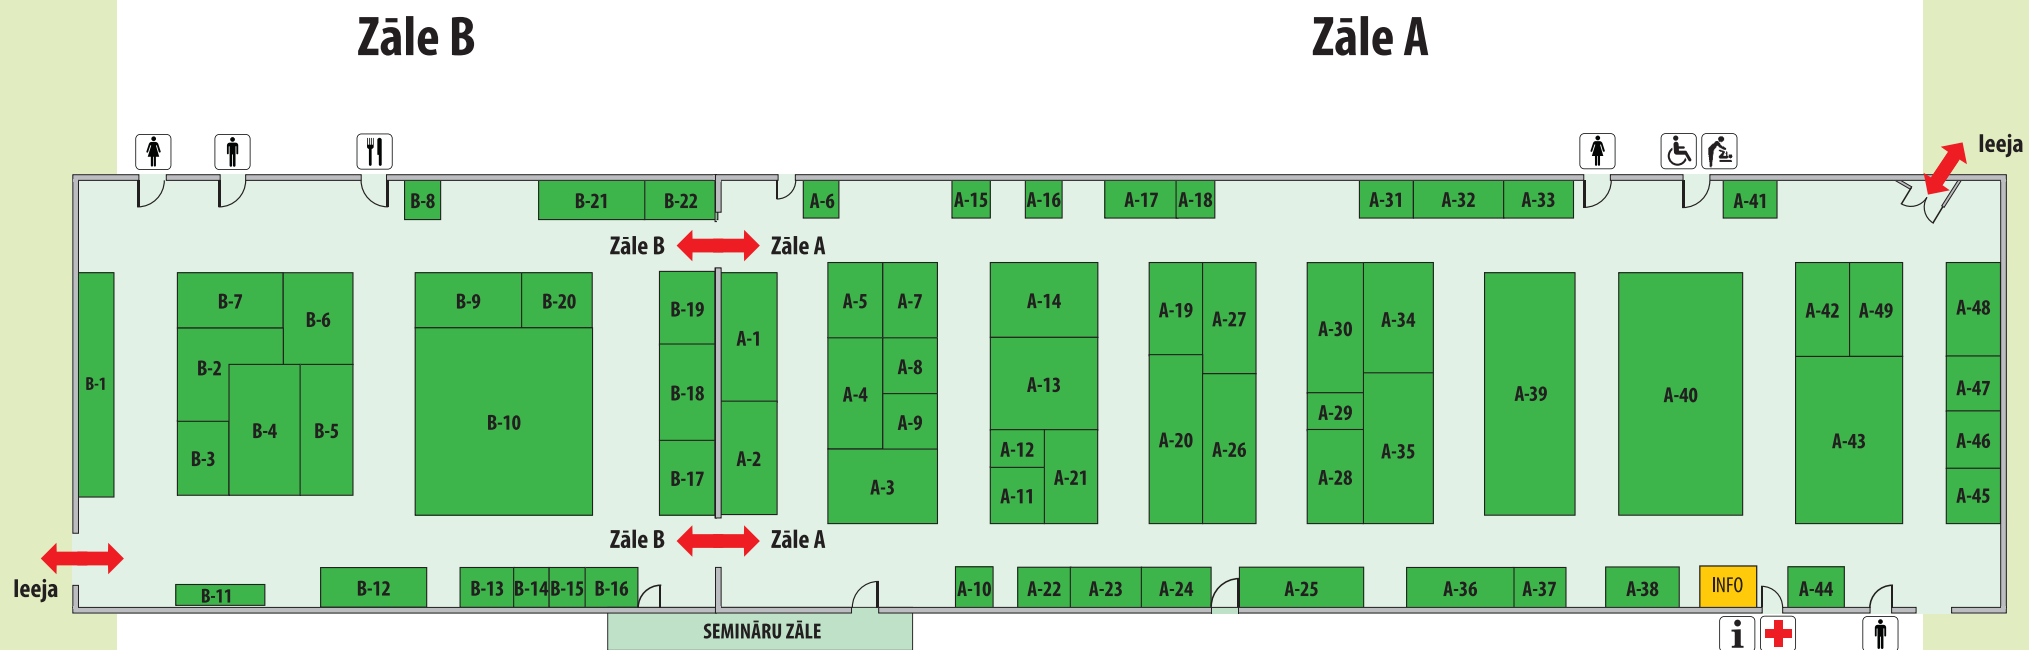 Zāle B
Zāle A
Ieeja
B-8
B-21
B-22
A-6
A-15
A-16
A-17
A-18
A-31
A-32
A-33
A-41
Zāle B
Zāle A
B-1
B-7
B-6
B-2
B-4
B-5
B-3
B-9
B-20
B-10
B-19
B-18
B-17
A-1
A-2
A-5
A-7
A-4
A-8
A-9
A-3
A-14
A-13
A-12
A-11
A-21
A-19
A-27
A-20
A-26
A-30
A-34
A-29
A-28
A-35
A-39
A-40
A-42
A-49
A-43
A-48
A-47
A-46
A-45
Zāle B
Zāle A
Ieeja
B-11
B-12
B-13
B-14
B-15
B-16
A-10
A-22
A-23
A-24
A-25
A-36
A-37
A-38
INFO
A-44
SEMINĀRU ZĀLE
i